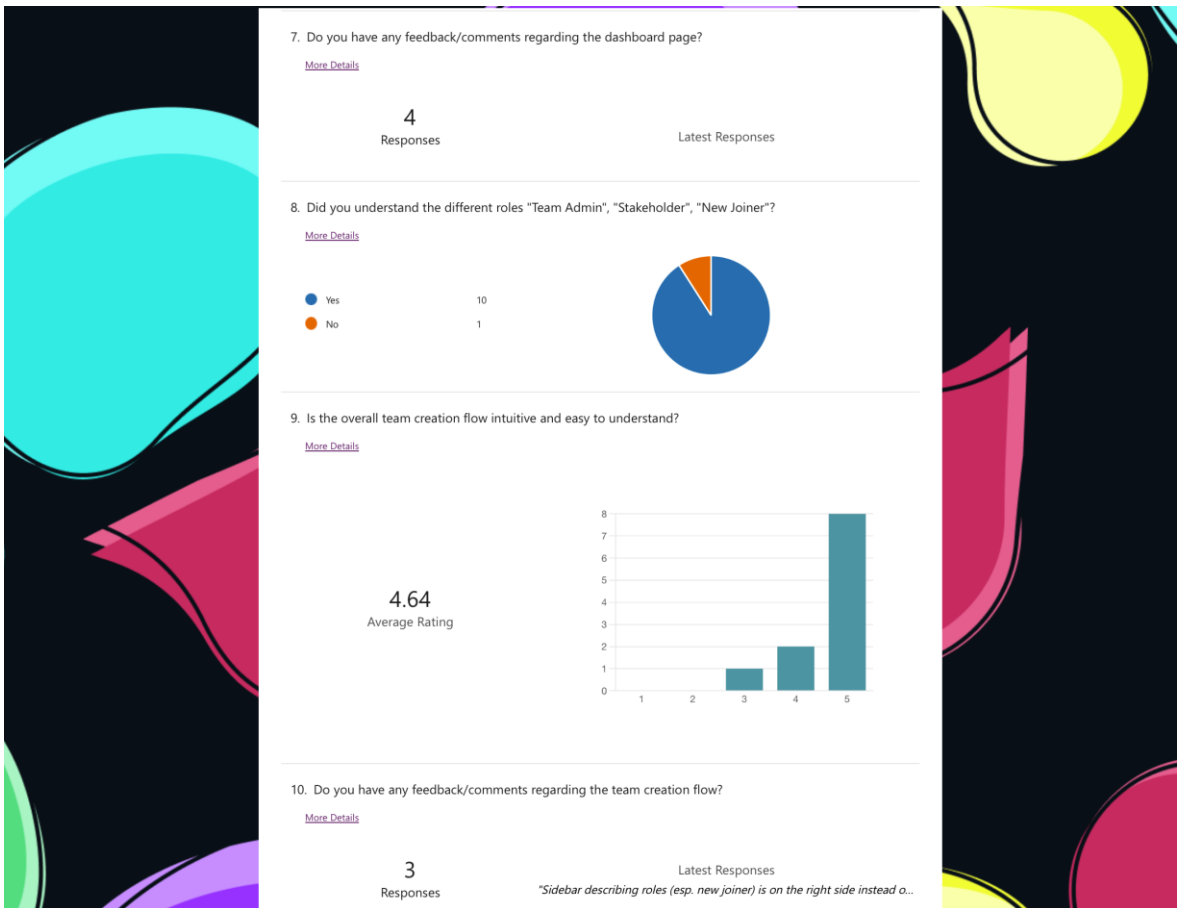 7. Do you have any feedback/comments regarding the dashboard page?
More Details
4
Responses
Latest Responses
8. Did you understand the different roles "Team Admin", "Stakeholder", "New Joiner"?
More Details
Yes 10
No 1
9. Is the overall team creation flow intuitive and easy to understand?
More Details
4.64
Average Rating
8
7
6
5
4
3
2
1
0
1 2 3 4 5
10. Do you have any feedback/comments regarding the team creation flow?
More Details
3
Responses
Latest Responses
"Sidebar describing roles (esp. new joiner) is on the right side instead o...